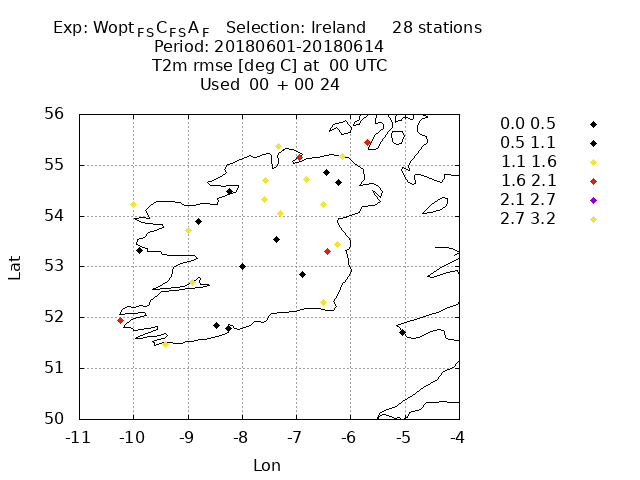 Exp: Wopt_FS C_FS A_F Selection: Ireland 28 stations
Period: 20180601-20180614
T2m rmse [deg C] at 00 UTC
Used 00 + 00 24
56
55
54
53
52
51
50
-11 -10 -9 -8 -7 -6 -5 -4
Lat
Lon
0.0 0.5
0.5 1.1
1.1 1.6
1.6 2.1
2.1 2.7
2.7 3.2